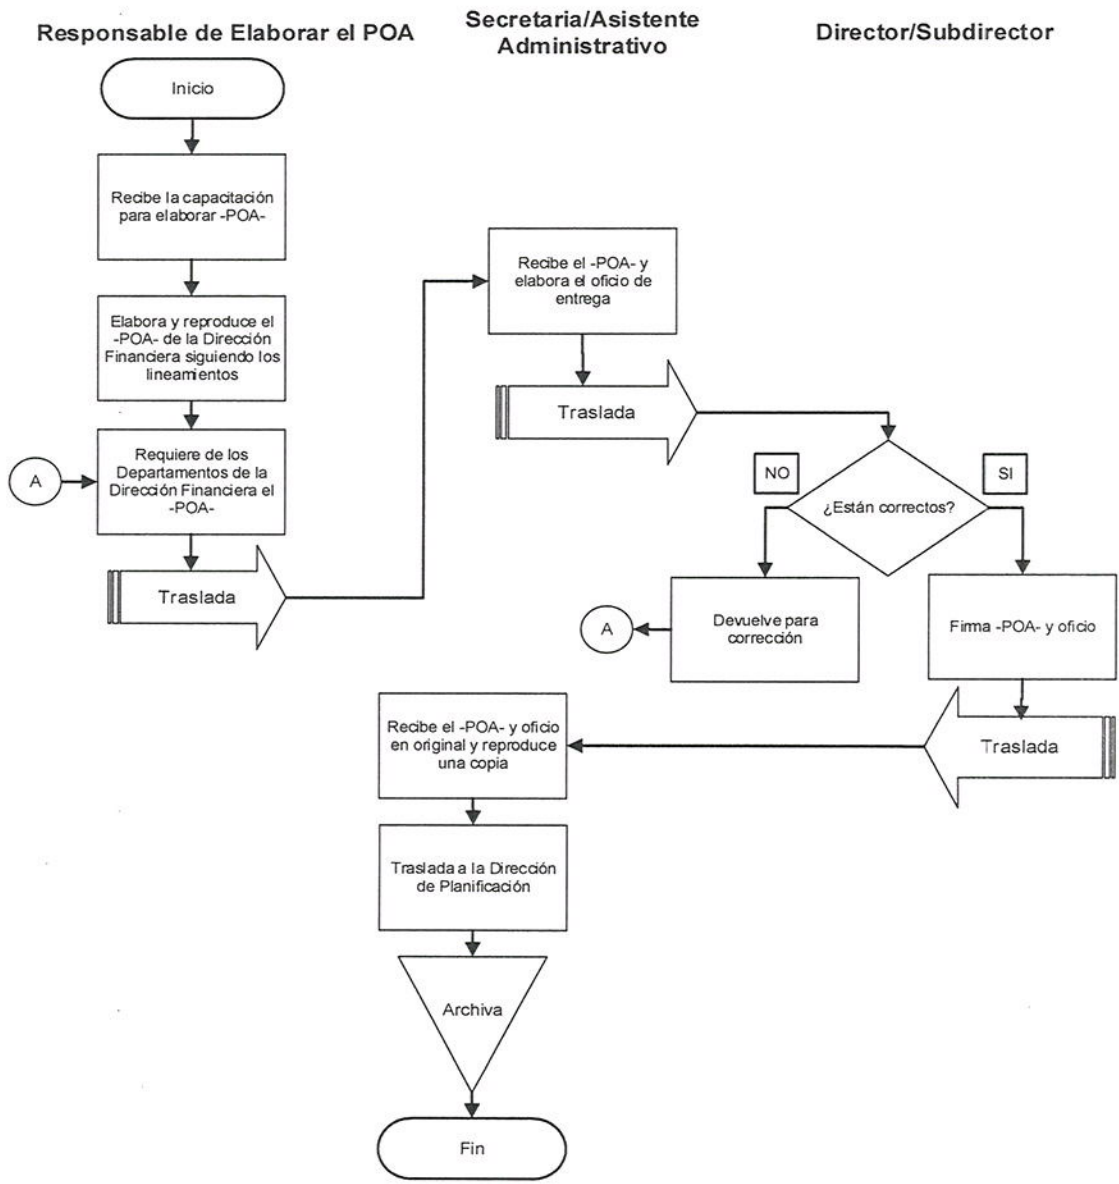 Responsable de Elaborar el POA
Secretaria/Asistente
Administrativo
Director/Subdirector
Inicio
Recibe la capacitación
para elaborar -POA-
Elabora y reproduce el
-POA- de la Dirección
Financiera siguiendo los
lineamientos
A
Requiere de los
Departamentos de la
Dirección Financiera el
-POA-
Traslada
Recibe el -POA- y
elabora el oficio de
entrega
Traslada
¿Están correctos?
NO
SI
Devuelve para
corrección
A
Firma -POA- y oficio
Traslada
Recibe el -POA- y oficio
en original y reproduce
una copia
Traslada a la Dirección
de Planificación
Archiva
Fin